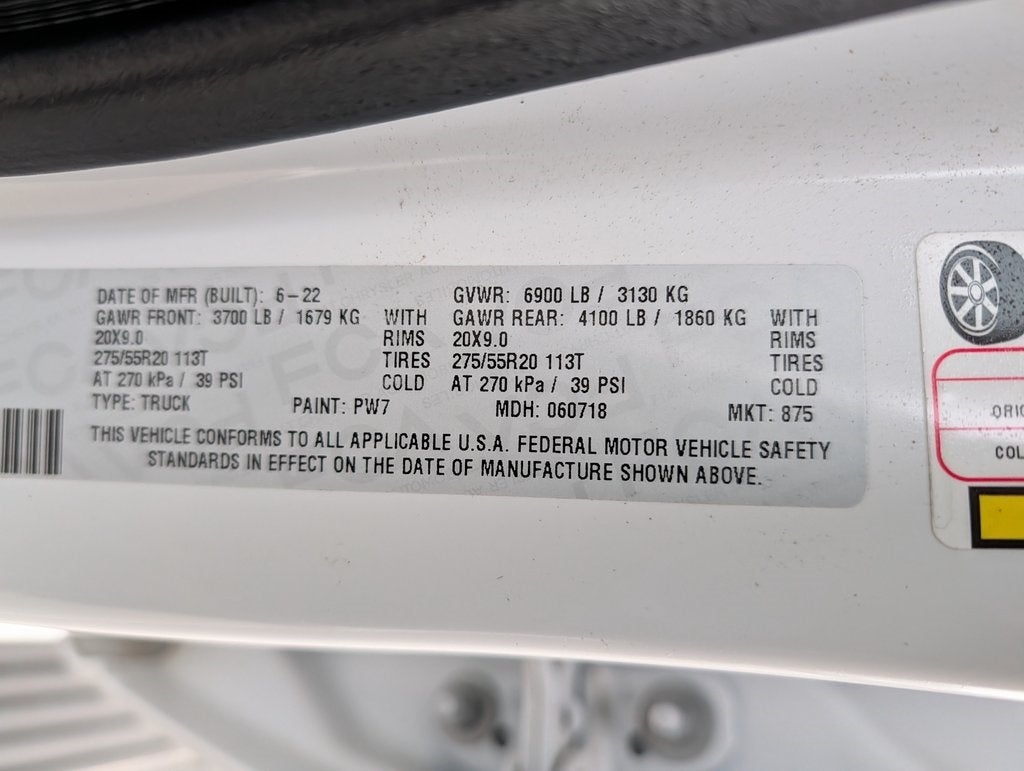 DATE OF MFR (BUILT): 6-22 GVWR: 6900 LB / 3130 KG
GAWR FRONT: 3700 LB / 1679 KG WITH GAWR REAR: 4100 LB / 1860 KG WITH
20X9.0 RIMS 20X9.0 RIMS
275/55R20 113T TIRES 275/55R20 113T TIRES
AT 270 kPa / 39 PSI COLD AT 270 kPa / 39 PSI COLD
TYPE: TRUCK PAINT: PW7 MDH: 060718 MKT: 875
THIS VEHICLE CONFORMS TO ALL APPLICABLE U.S.A. FEDERAL MOTOR VEHICLE SAFETY
STANDARDS IN EFFECT ON THE DATE OF MANUFACTURE SHOWN ABOVE.